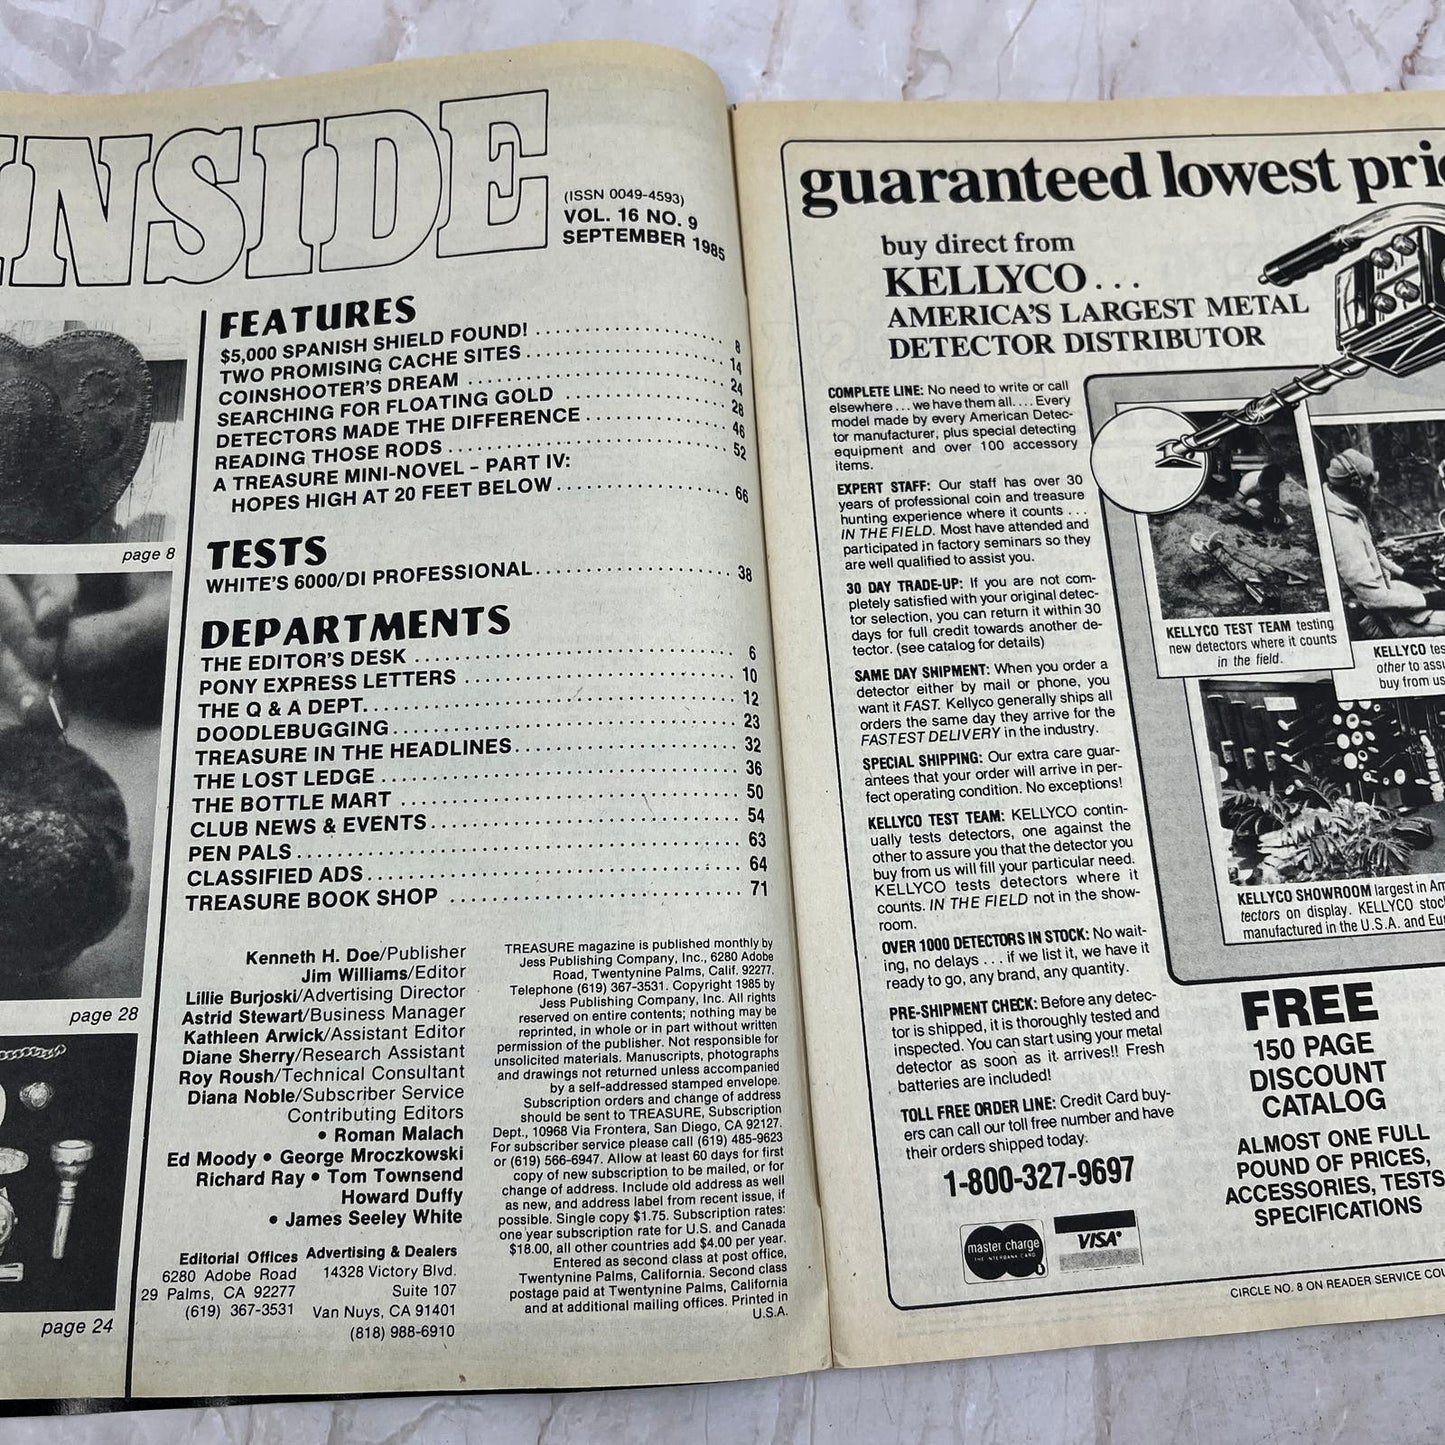 INSIDE
(ISSN 0049-4593)
VOL. 16 NO. 9
SEPTEMBER 1985
FEATURES
$5,000 SPANISH SHIELD FOUND! 8
TWO PROMISING CACHE SITES 14
COINSHOOTER'S DREAM 24
SEARCHING FOR FLOATING GOLD 28
DETECTORS MADE THE DIFFERENCE 46
READING THOSE RODS 52
A TREASURE MINI-NOVEL – PART IV:
HOPES HIGH AT 20 FEET BELOW 66
TESTS
WHITE'S 6000/DI PROFESSIONAL 38
DEPARTMENTS
THE EDITOR'S DESK 6
PONY EXPRESS LETTERS 10
THE Q & A DEPT. 12
DOODLEBUGGING 23
TREASURE IN THE HEADLINES 32
THE LOST LEDGE 36
THE BOTTLE MART 50
CLUB NEWS & EVENTS 54
PEN PALS 63
CLASSIFIED ADS 64
TREASURE BOOK SHOP 71
page 8
page 28
page 24
Kenneth H. Doe/Publisher
Jim Williams/Editor
Lillie Burjoski/Advertising Director
Astrid Stewart/Business Manager
Kathleen Arwick/Assistant Editor
Diane Sherry/Research Assistant
Roy Roush/Technical Consultant
Diana Noble/Subscriber Service
Contributing Editors
• Roman Malach
Ed Moody • George Mroczkowski
Richard Ray • Tom Townsend
Howard Duffy
• James Seeley White
Editorial Offices
6280 Adobe Road
29 Palms, CA 92277
(619) 367-3531
Advertising & Dealers
14328 Victory Blvd.
Suite 107
Van Nuys, CA 91401
(818) 988-6910
TREASURE magazine is published monthly by
Jess Publishing Company, Inc., 6280 Adobe
Road, Twentynine Palms, Calif. 92277.
Telephone (619) 367-3531. Copyright 1985 by
Jess Publishing Company, Inc. All rights
reserved on entire contents; nothing may be
reprinted, in whole or in part without written
permission of the publisher. Not responsible for
unsolicited materials. Manuscripts, photographs
and drawings not returned unless accompanied
by a self-addressed stamped envelope.
Subscription orders and change of address
should be sent to TREASURE, Subscription
Dept., 10968 Via Frontera, San Diego, CA 92127.
For subscriber service please call (619) 485-9623
or (619) 566-6947. Allow at least 60 days for first
copy of new subscription to be mailed, or for
change of address. Include old address as well
as new, and address label from recent issue, if
possible. Single copy $1.75. Subscription rates:
one year subscription rate for U.S. and Canada
$18.00, all other countries add $4.00 per year.
Entered as second class at post office,
Twentynine Palms, California. Second class
postage paid at Twentynine Palms, California
and at additional mailing offices. Printed in
U.S.A.
guaranteed lowest pri
buy direct from
KELLYCO...
AMERICA'S LARGEST METAL
DETECTOR DISTRIBUTOR
COMPLETE LINE: No need to write or call
elsewhere ... we have them all.... Every
model made by every American Detec-
tor manufacturer, plus special detecting
equipment and over 100 accessory
items.
EXPERT STAFF: Our staff has over 30
years of professional coin and treasure
hunting experience where it counts ...
IN THE FIELD. Most have attended and
participated in factory seminars so they
are well qualified to assist you.
30 DAY TRADE-UP: If you are not com-
pletely satisfied with your original detec-
tor selection, you can return it within 30
days for full credit towards another de-
tector. (see catalog for details)
SAME DAY SHIPMENT: When you order a
detector either by mail or phone, you
want it FAST. Kellyco generally ships all
orders the same day they arrive for the
FASTEST DELIVERY in the industry.
SPECIAL SHIPPING: Our extra care guar-
antees that your order will arrive in per-
fect operating condition. No exceptions!
KELLYCO TEST TEAM: KELLYCO contin-
ually tests detectors, one against the
other to assure you that the detector you
buy from us will fill your particular need.
KELLYCO tests detectors where it
counts. IN THE FIELD not in the show-
room.
OVER 1000 DETECTORS IN STOCK: No wait-
ing, no delays ... if we list it, we have it
ready to go, any brand, any quantity.
PRE-SHIPMENT CHECK: Before any detec-
tor is shipped, it is thoroughly tested and
inspected. You can start using your metal
detector as soon as it arrives!! Fresh
batteries are included!
TOLL FREE ORDER LINE: Credit Card buy-
ers can call our toll free number and have
their orders shipped today.
1-800-327-9697
master charge
THE INTERBANK CARD
VISA
KELLYCO TEST TEAM testing
new detectors where it counts
in the field.
KELLYCO tes
other to assu
buy from us
KELLYCO SHOWROOM largest in Am
tectors on display. KELLYCO stoc
manufactured in the U.S.A. and Eu
FREE
150 PAGE
DISCOUNT
CATALOG
ALMOST ONE FULL
POUND OF PRICES,
ACCESSORIES, TESTS
SPECIFICATIONS
CIRCLE NO. 8 ON READER SERVICE COU